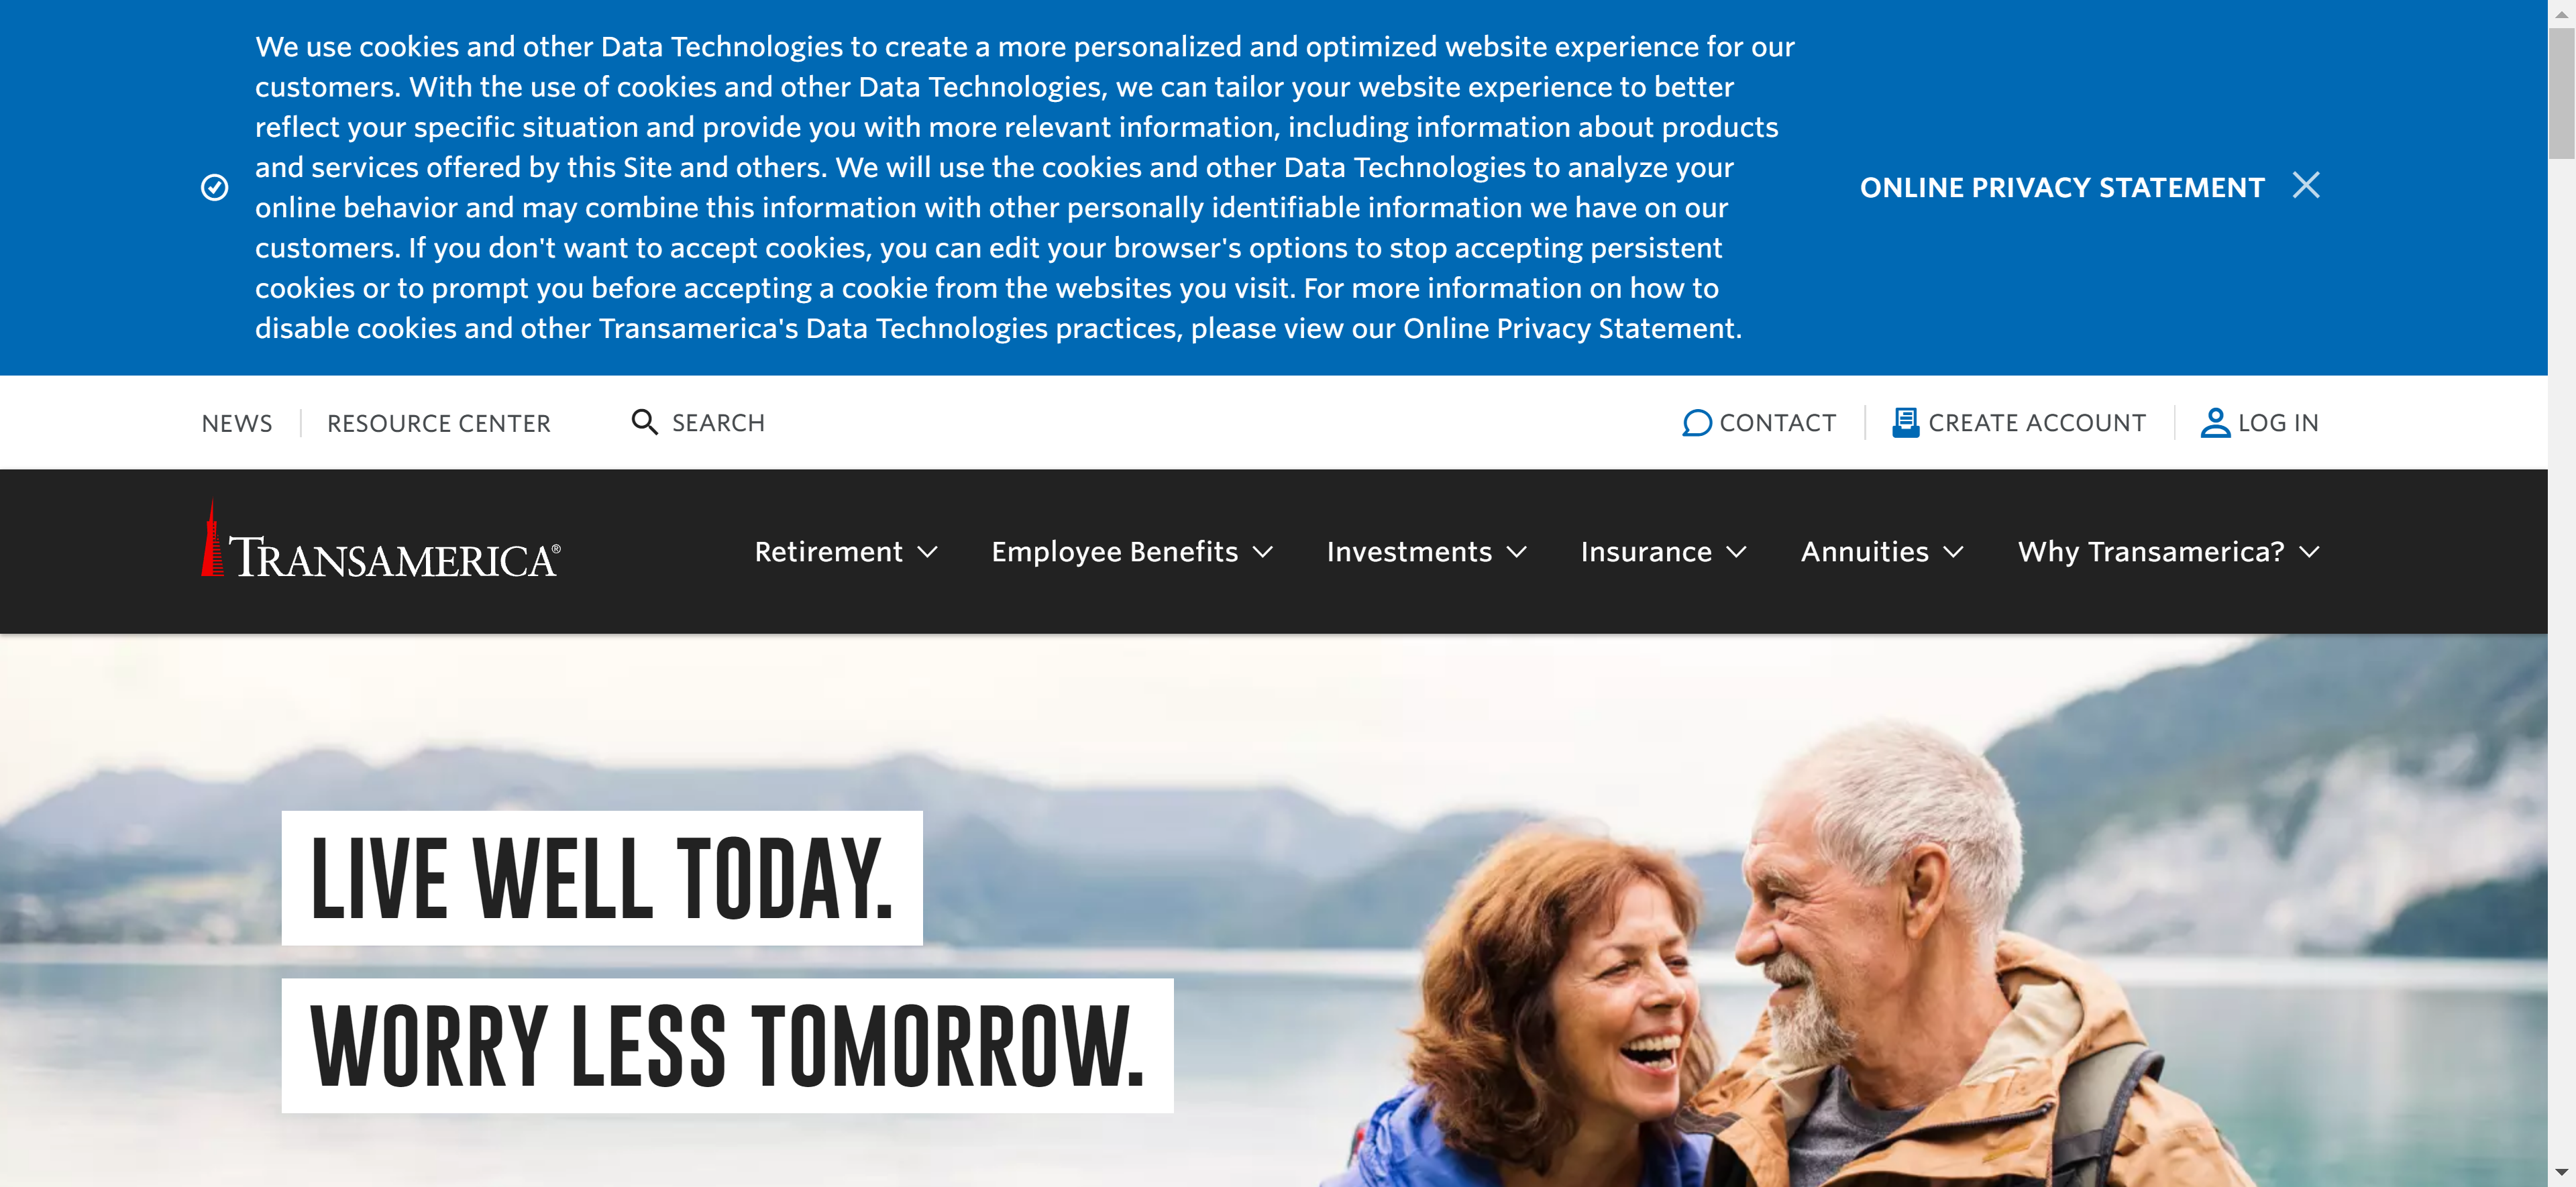 We use cookies and other Data Technologies to create a more personalized and optimized website experience for our
customers. With the use of cookies and other Data Technologies, we can tailor your website experience to better
reflect your specific situation and provide you with more relevant information, including information about products
and services offered by this Site and others. We will use the cookies and other Data Technologies to analyze your
online behavior and may combine this information with other personally identifiable information we have on our
customers. If you don't want to accept cookies, you can edit your browser's options to stop accepting persistent
cookies or to prompt you before accepting a cookie from the websites you visit. For more information on how to
disable cookies and other Transamerica's Data Technologies practices, please view our Online Privacy Statement.
ONLINE PRIVACY STATEMENT
NEWS RESOURCE CENTER SEARCH CONTACT CREATE ACCOUNT LOG IN
TRANSAMERICA® Retirement Employee Benefits Investments Insurance Annuities Why Transamerica?
LIVE WELL TODAY.
WORRY LESS TOMORROW.